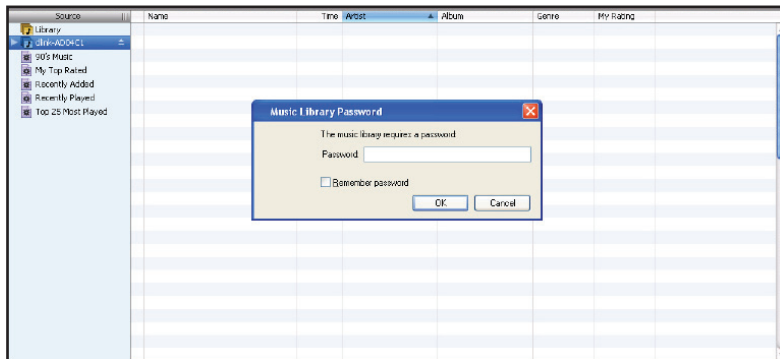 Source Name Time Artist Album Genre My Rating
Library
dlink-AD04C1
90's Music
My Top Rated
Recently Added
Recently Played
Top 25 Most Played
Music Library Password
The music library requires a password
Password
Remember password
OK Cancel